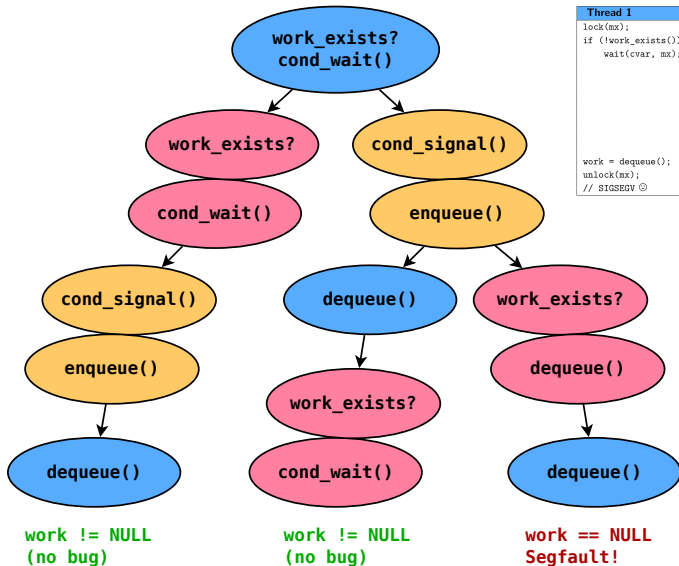 work_exists?
cond_wait()
work_exists?
cond_signal()
cond_wait()
enqueue()
cond_signal()
dequeue()
work_exists?
enqueue()
dequeue()
work_exists?
dequeue()
cond_wait()
dequeue()
work != NULL
(no bug)
work != NULL
(no bug)
work == NULL
Segfault!
Thread 1
lock(mx);
if (!work_exists())
wait(cvar, mx);
work = dequeue();
unlock(mx);
// SIGSEGV ☹